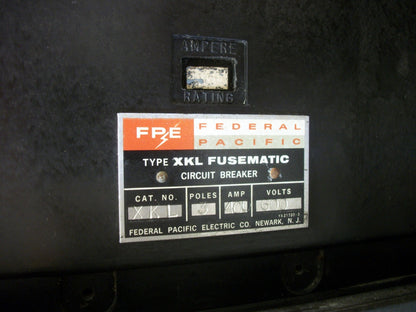 AMPERE
RATING
FPE FEDERAL
PACIFIC
TYPE XKL FUSEMATIC
CIRCUIT BREAKER
CAT. NO. POLES AMP VOLTS
XKL 3
FEDERAL PACIFIC ELECTRIC CO. NEWARK, N. J.